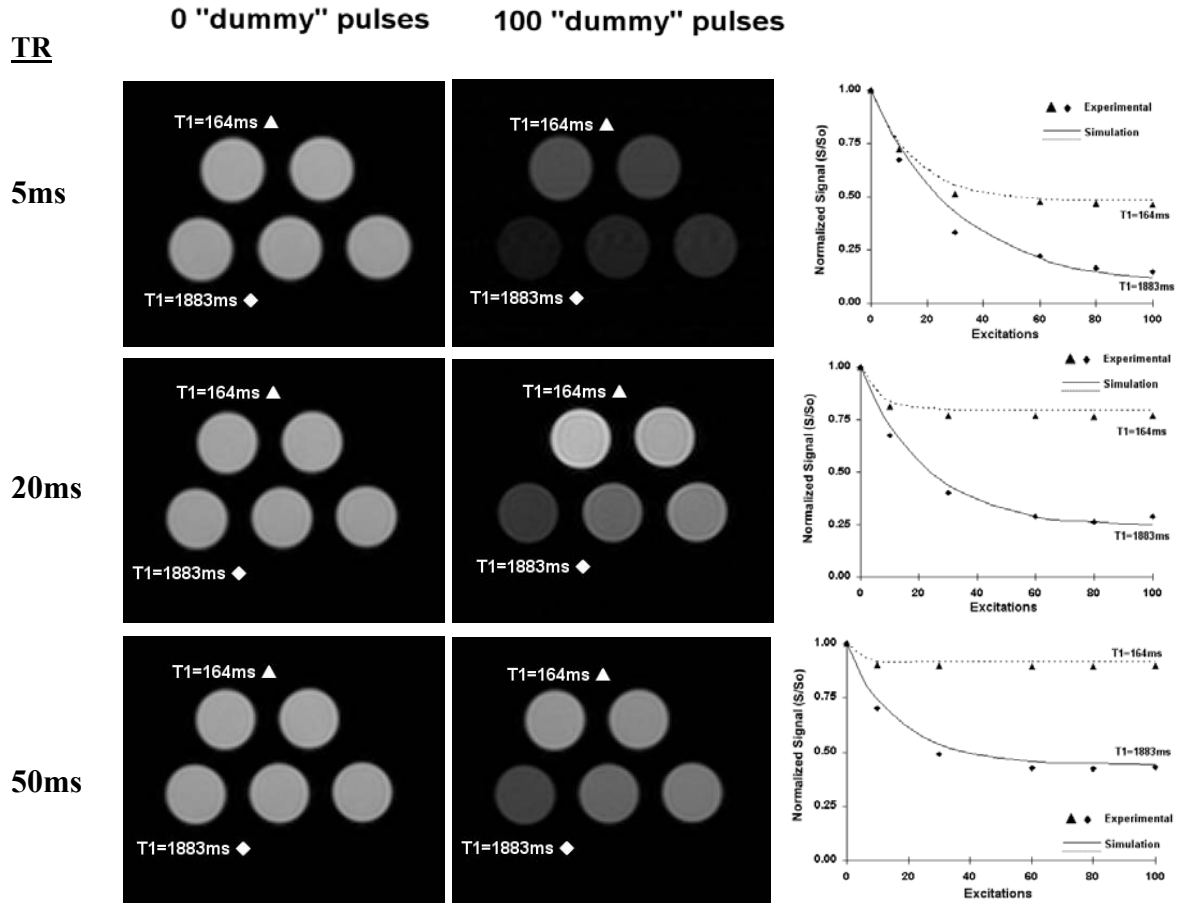 0 "dummy" pulses
100 "dummy" pulses
TR
5ms
T1=164ms ▲
T1=1883ms ◆
T1=164ms ▲
T1=1883ms ◆
Normalized Signal (S/So)
1.00
0.75
0.50
0.25
0.00
▲ ◆ Experimental
Simulation
T1=164ms
T1=1883ms
0 20 40 60 80 100
Excitations
20ms
T1=164ms ▲
T1=1883ms ◆
T1=164ms ▲
T1=1883ms ◆
Normalized Signal (S/So)
1.00
0.75
0.50
0.25
0.00
▲ ◆ Experimental
Simulation
T1=164ms
T1=1883ms
0 20 40 60 80 100
Excitations
50ms
T1=164ms ▲
T1=1883ms ◆
T1=164ms ▲
T1=1883ms ◆
Normalized Signal (S/So)
1.00
0.75
0.50
0.25
0.00
T1=164ms
T1=1883ms
▲ ◆ Experimental
Simulation
0 20 40 60 80 100
Excitations